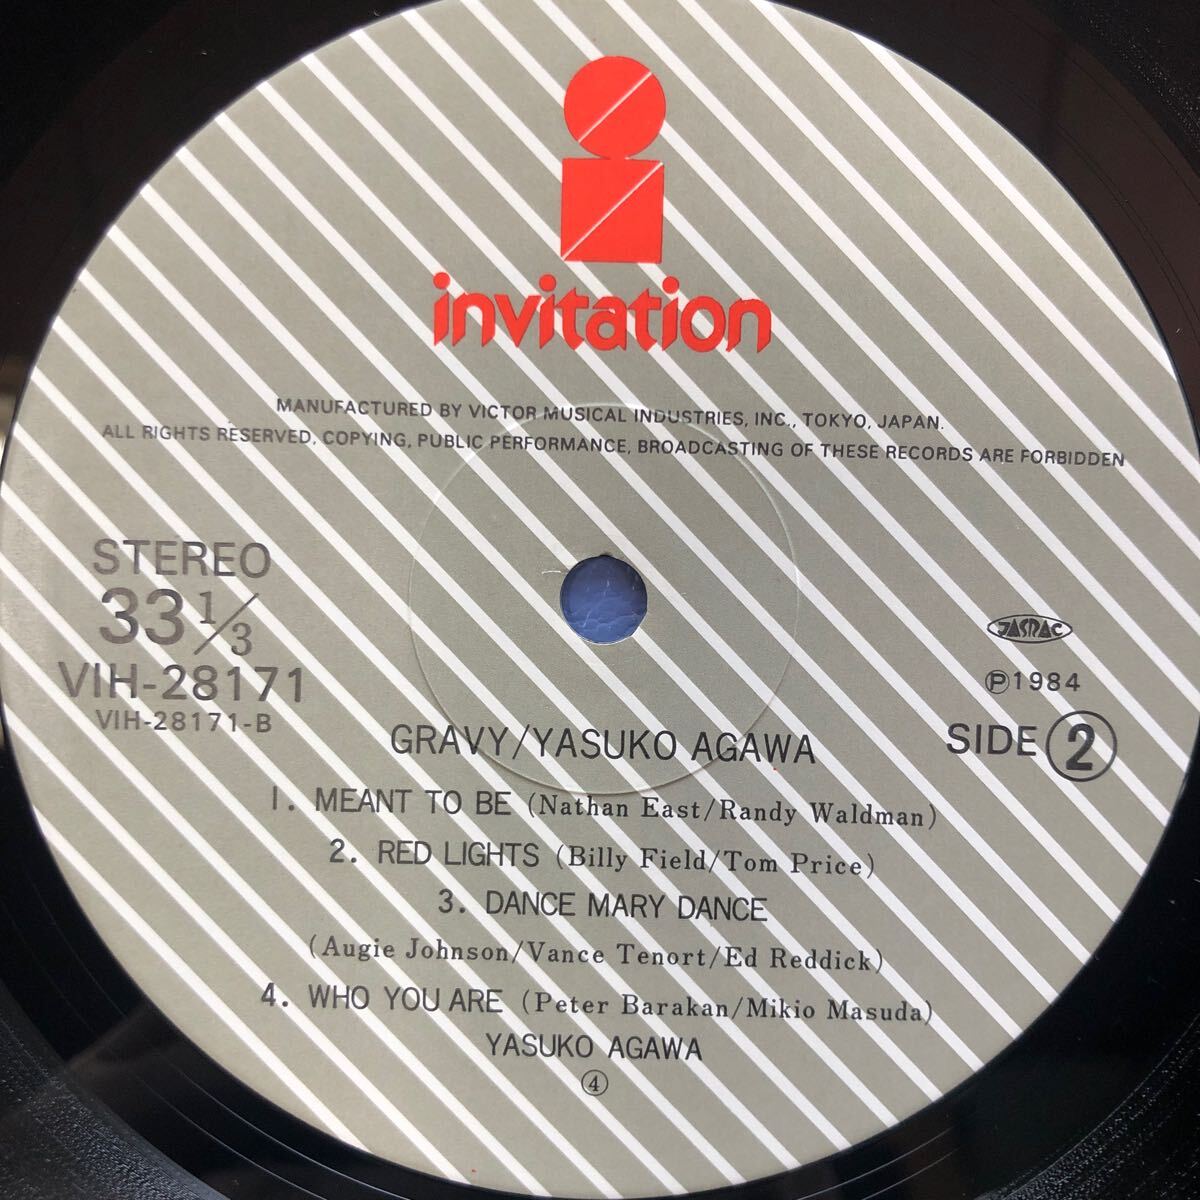 invitation
MANUFACTURED BY VICTOR MUSICAL INDUSTRIES, INC., TOKYO, JAPAN.
ALL RIGHTS RESERVED. COPYING, PUBLIC PERFORMANCE, BROADCASTING OF THESE RECORDS ARE FORBIDDEN
STEREO
33 1/3
VIH-28171
VIH-28171-B
JASRAC
Ⓟ1984
SIDE ②
GRAVY/YASUKO AGAWA
1. MEANT TO BE (Nathan East/Randy Waldman)
2. RED LIGHTS (Billy Field/Tom Price)
3. DANCE MARY DANCE
(Augie Johnson/Vance Tenort/Ed Reddick)
4. WHO YOU ARE (Peter Barakan/Mikio Masuda)
YASUKO AGAWA
④